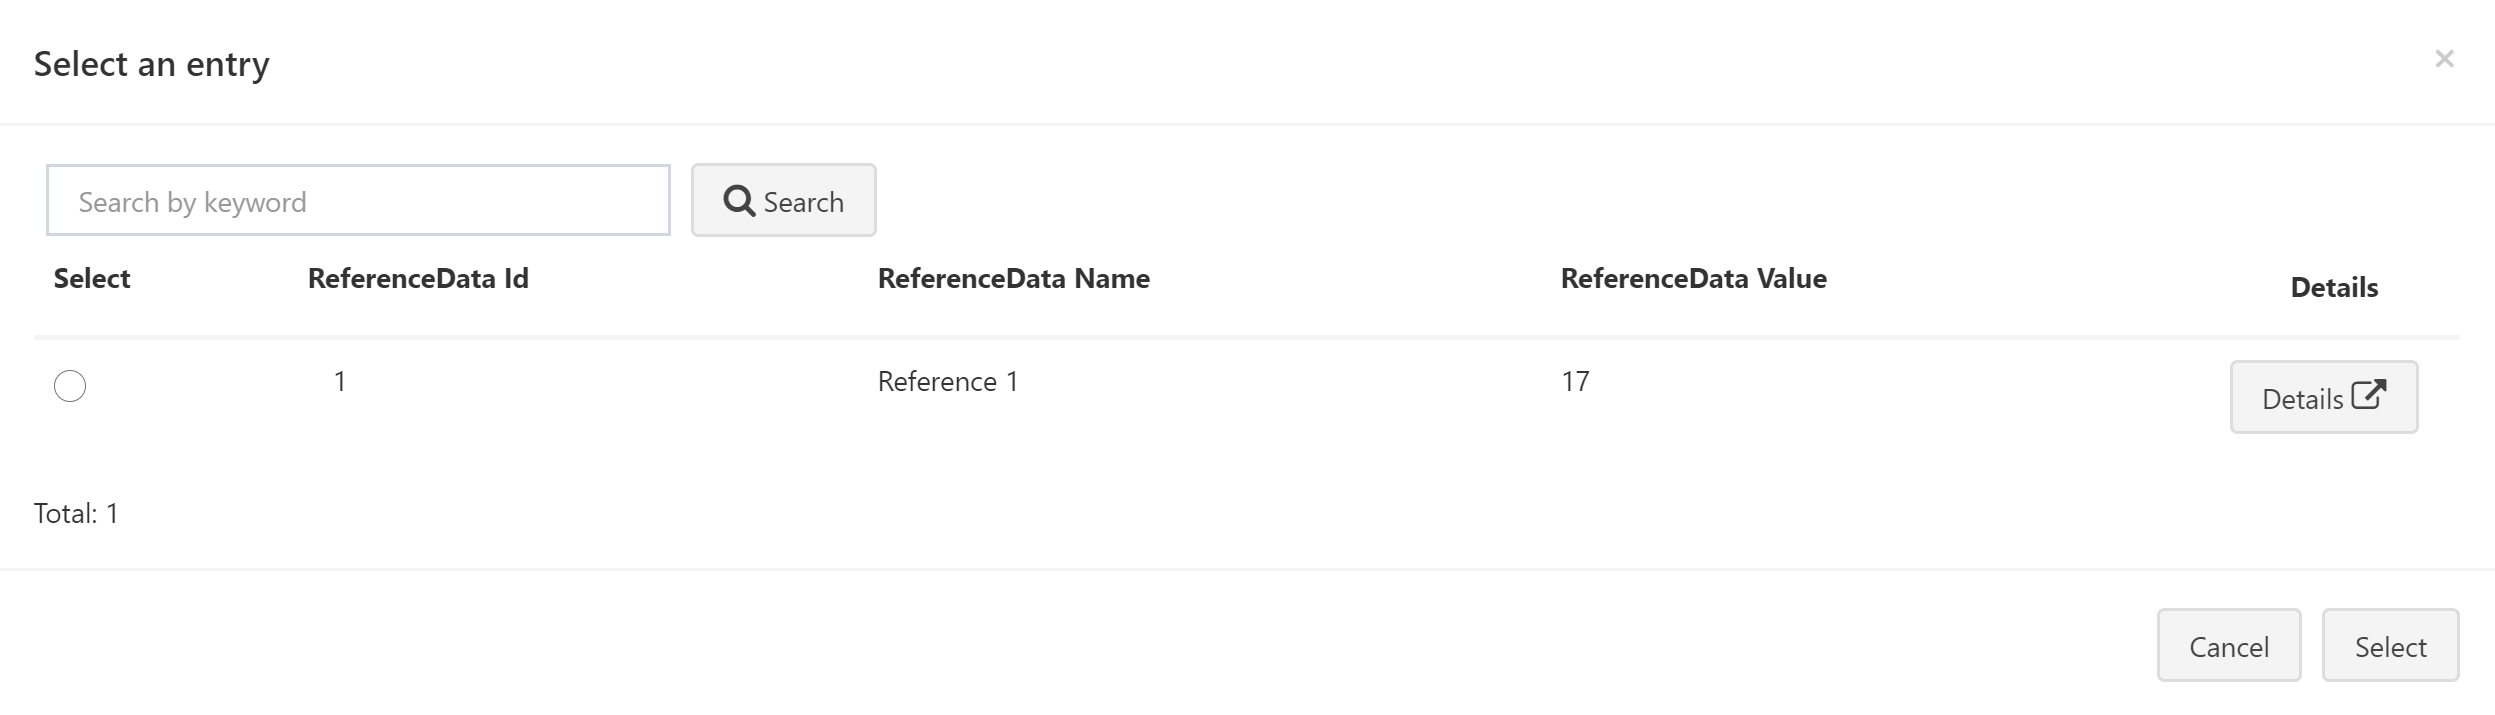 Select an entry
×
Search by keyword
Search
Select ReferenceData Id ReferenceData Name ReferenceData Value Details
1 Reference 1 17 Details
Total: 1
Cancel Select